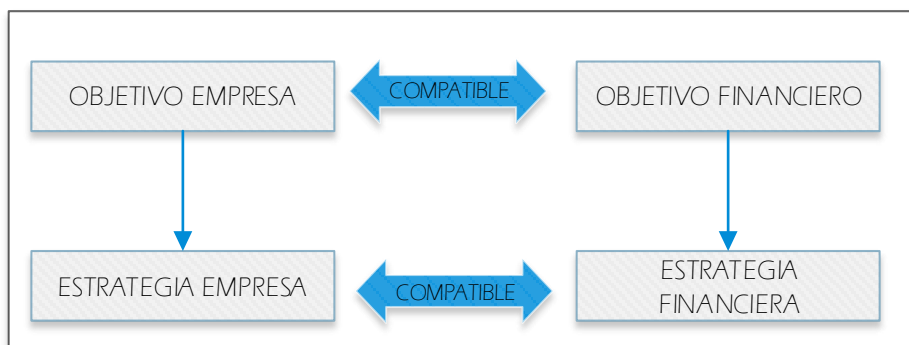 OBJETIVO EMPRESA
COMPATIBLE
OBJETIVO FINANCIERO
ESTRATEGIA EMPRESA
COMPATIBLE
ESTRATEGIA
FINANCIERA